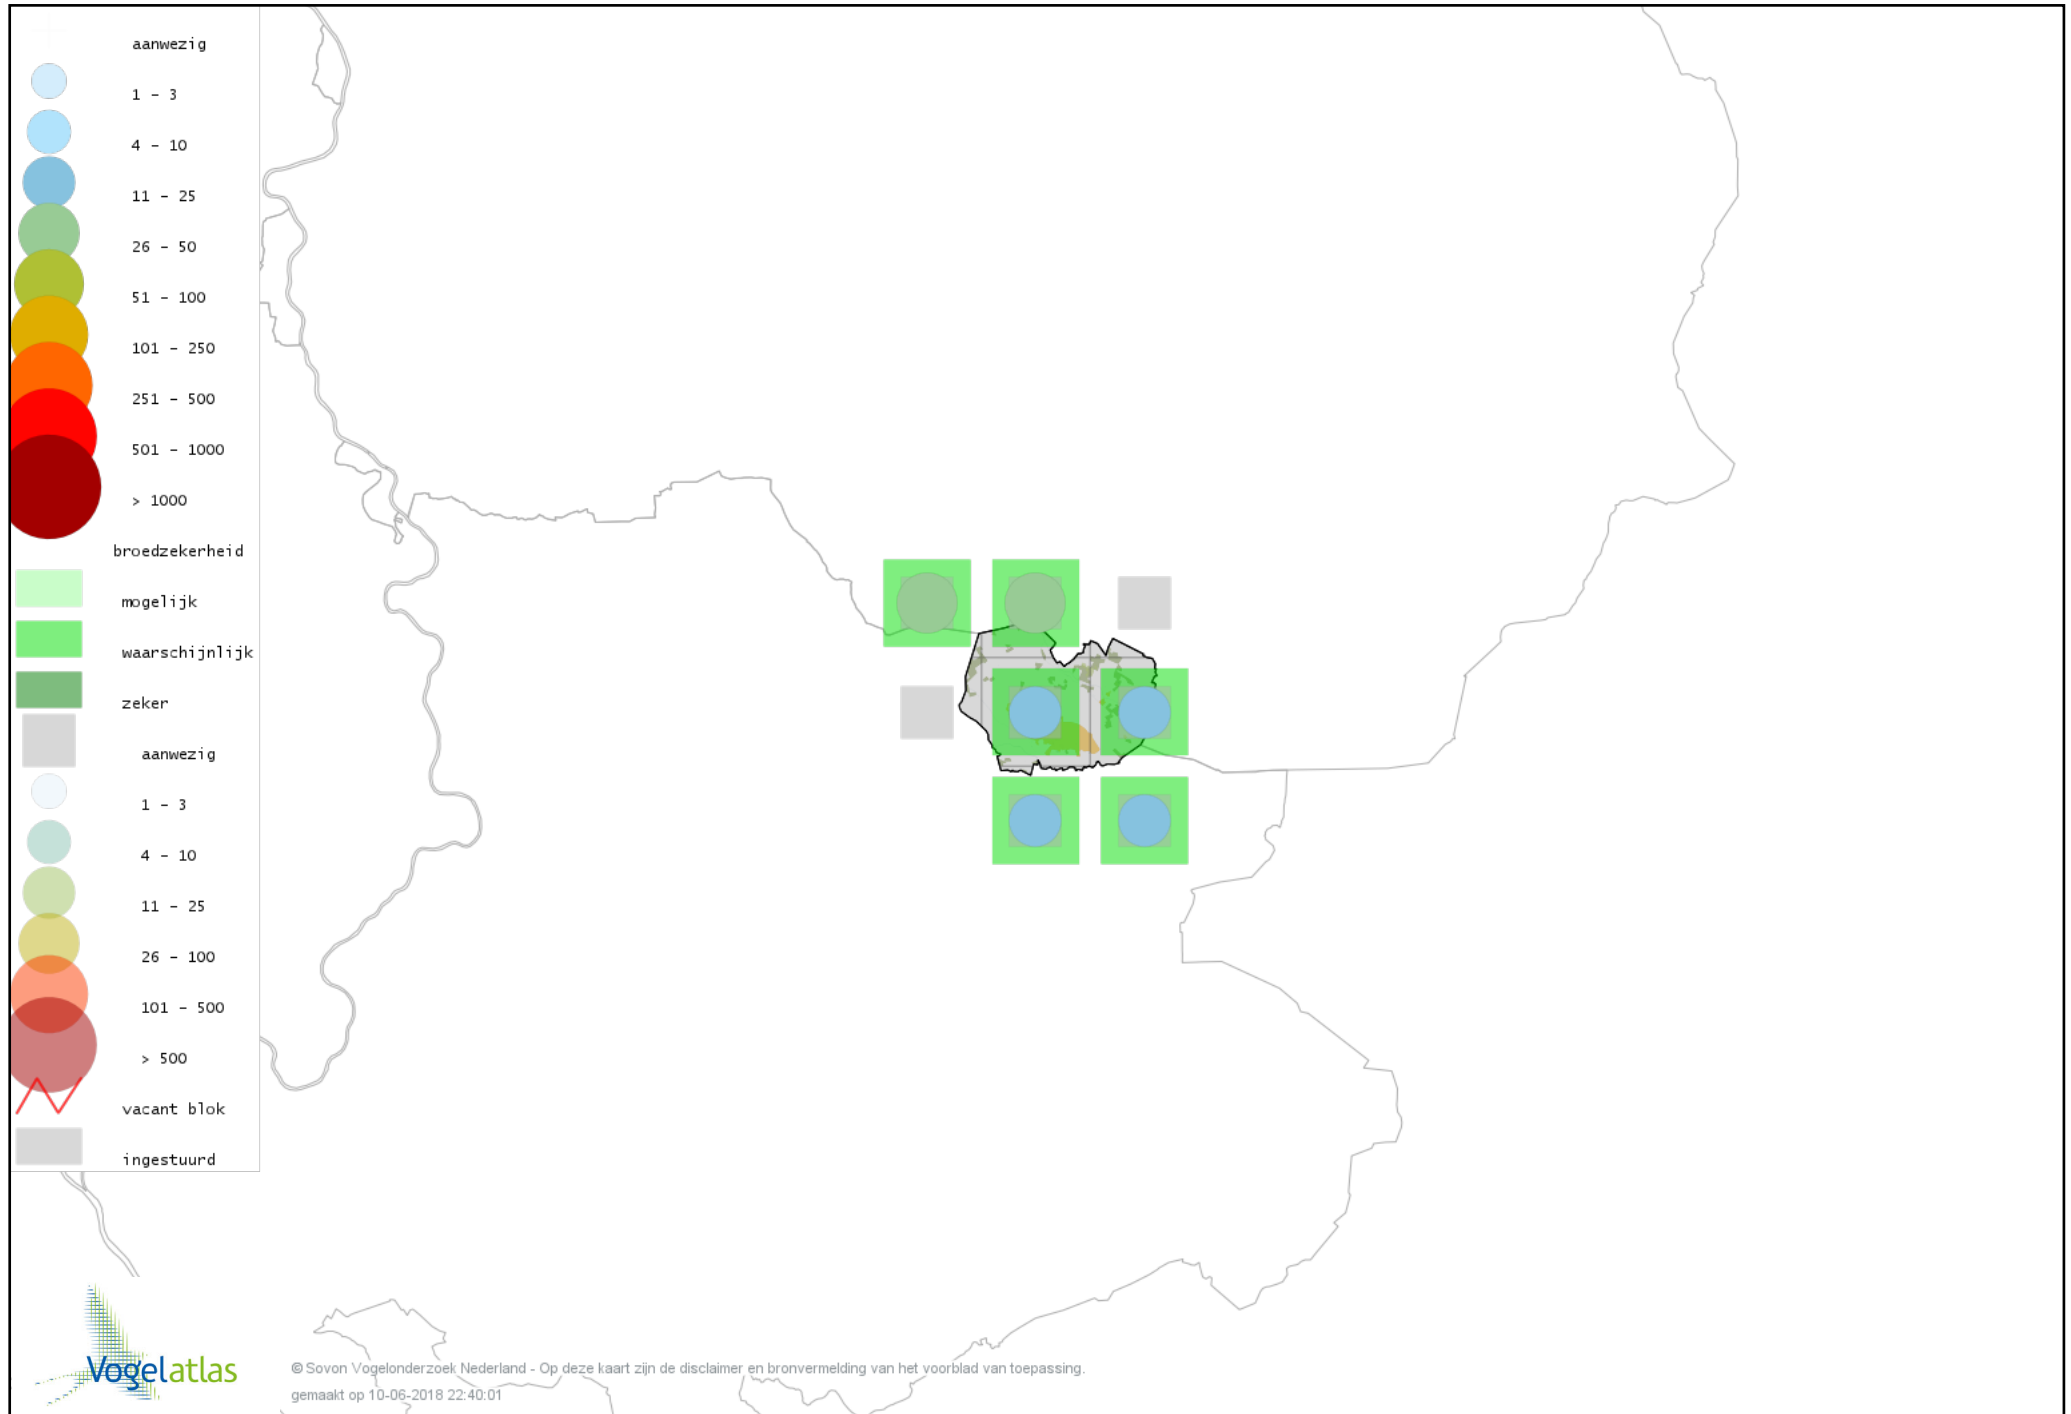 aanwezig
1 - 3
4 - 10
11 - 25
26 - 50
51 - 100
101 - 250
251 - 500
501 - 1000
> 1000
broedzekerheid
mogelijk
waarschijnlijk
zeker
aanwezig
1 - 3
4 - 10
11 - 25
26 - 100
101 - 500
> 500
vacant blok
ingestuurd
Vogelatlas
© Sovon Vogelonderzoek Nederland - Op deze kaart zijn de disclaimer en bronvermelding van het voorblad van toepassing.
gemaakt op 10-06-2018 22:40:01